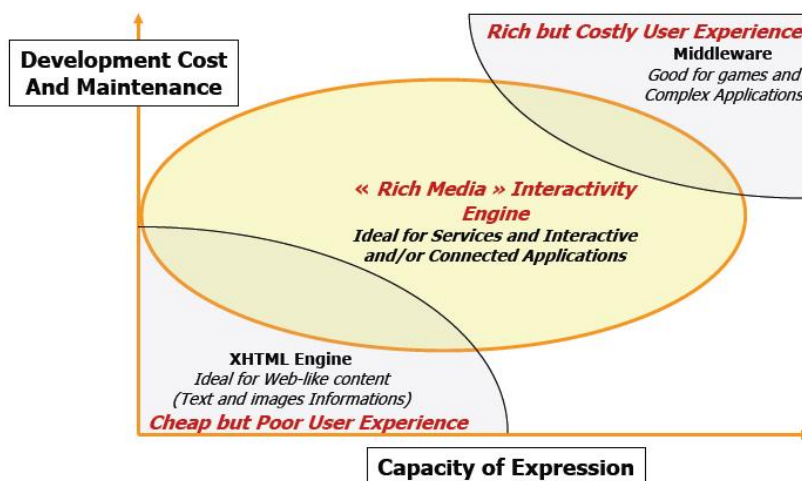 Development Cost
And Maintenance
Rich but Costly User Experience
Middleware
Good for games and
Complex Applications
« Rich Media » Interactivity
Engine
Ideal for Services and Interactive
and/or Connected Applications
XHTML Engine
Ideal for Web-like content
(Text and images Informations)
Cheap but Poor User Experience
Capacity of Expression